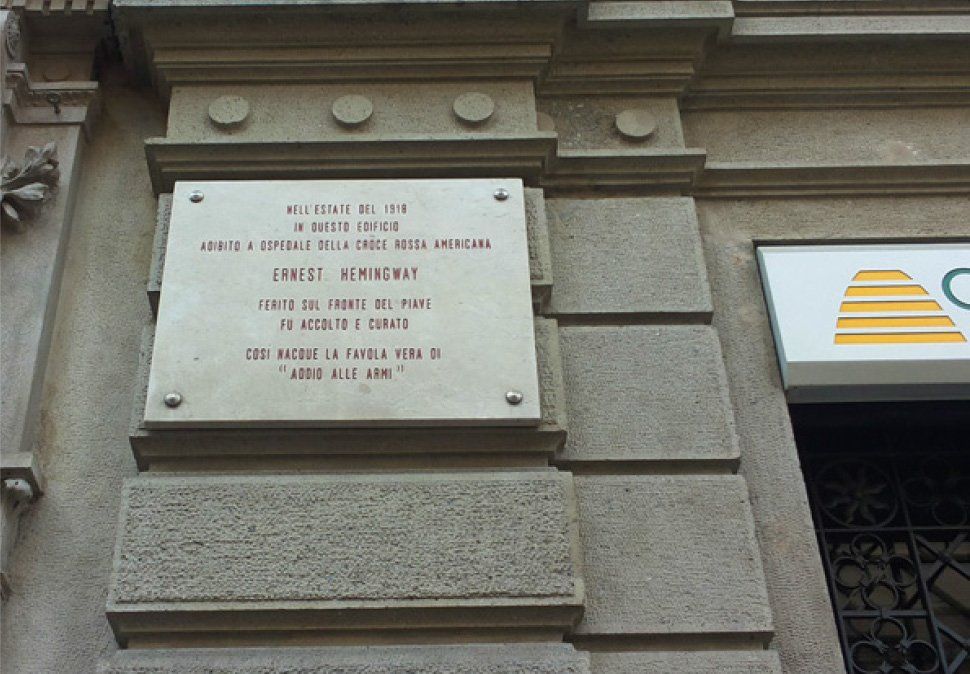 NELL'ESTATE DEL 1918
IN QUESTO EDIFICIO
ADIBITO A OSPEDALE DELLA CROCE ROSSA AMERICANA
ERNEST HEMINGWAY
FERITO SUL FRONTE DEL PIAVE
FU ACCOLTO E CURATO
COSI NACQUE LA FAVOLA VERA DI
"ADDIO ALLE ARMI"